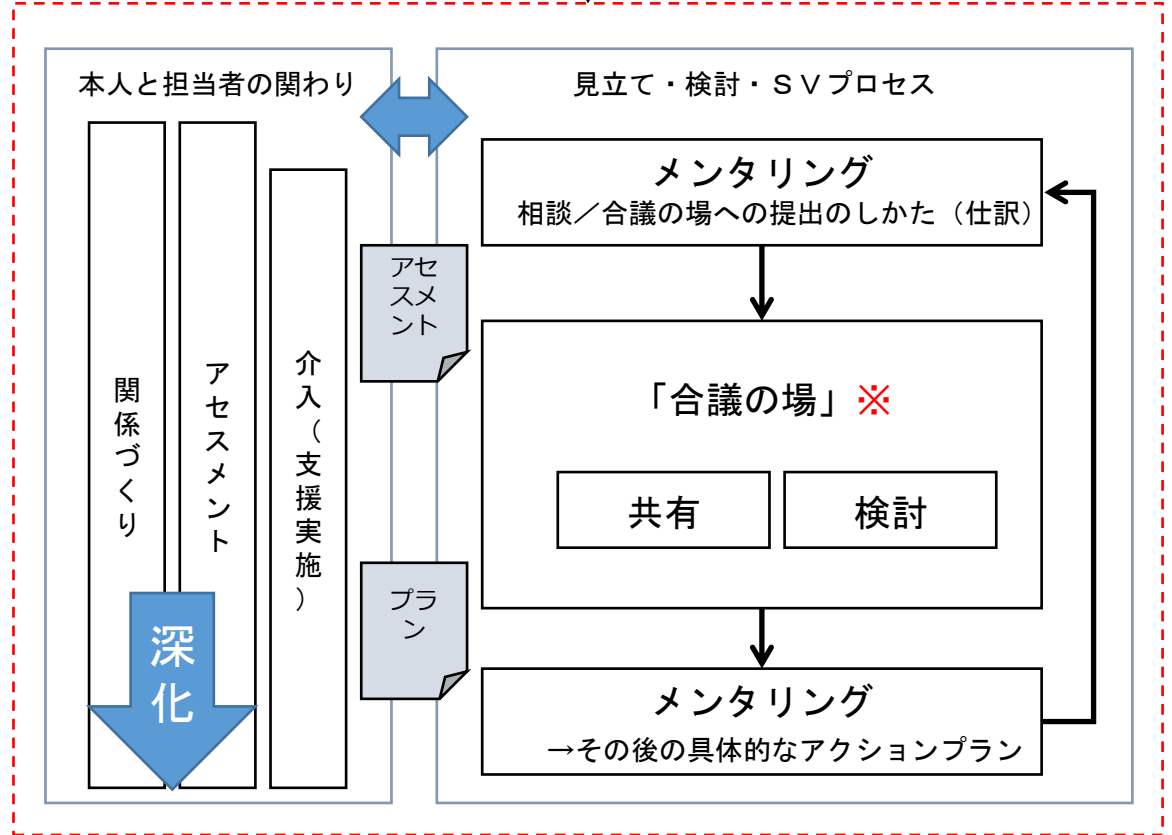 本人と担当者の関わり
関係づくり
アセスメント
介入（支援実施）
深化
アセスメント
プラン
見立て・検討・ＳＶプロセス
メンタリング
相談／合議の場への提出のしかた（仕訳）
「合議の場」※
共有
検討
メンタリング
→その後の具体的なアクションプラン